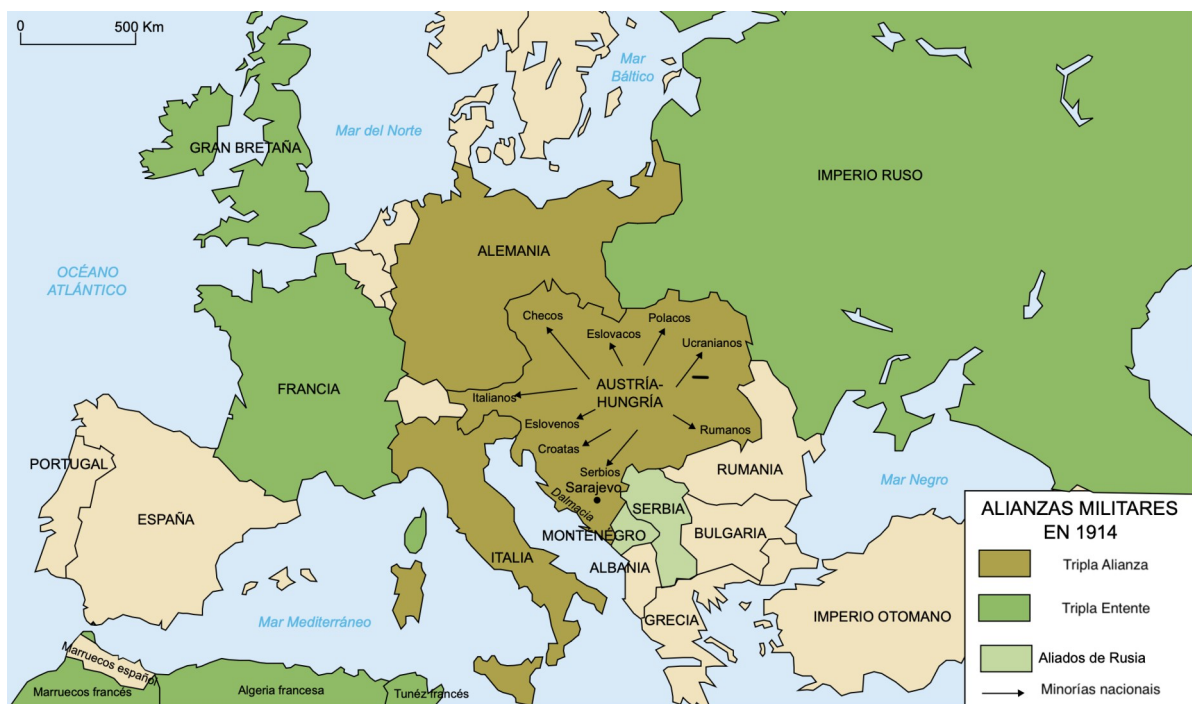 0
500 Km
Mar
Báltico
Mar del Norte
GRAN BRETAÑA
IMPERIO RUSO
ALEMANIA
OCÉANO
ATLÁNTICO
Checos
Polacos
Eslovacos
Ucranianos
FRANCIA
AUSTRÍA-
HUNGRÍA
Italianos
Eslovenos
Rumanos
Croatas
PORTUGAL
Serbios
RUMANIA
Sarajevo
Mar Negro
Dalmacia
SERBIA
ESPAÑA
MONTENEGRO
BULGARIA
ITALIA
ALBANIA
Mar Mediterráneo
GRECIA
IMPERIO OTOMANO
Marruecos español
Marruecos francés
Algeria francesa
Tunéz francés
ALIANZAS MILITARES
EN 1914
Tripla Alianza
Tripla Entente
Aliados de Rusia
Minorías nacionais